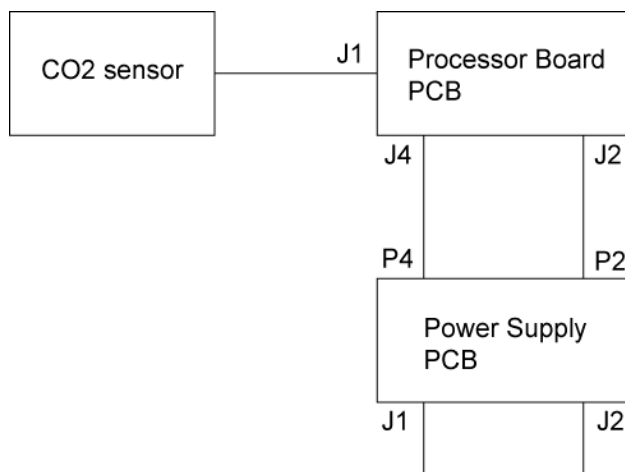 CO2 sensor
J1
Processor Board
PCB
J4
J2
P4
P2
Power Supply
PCB
J1
J2